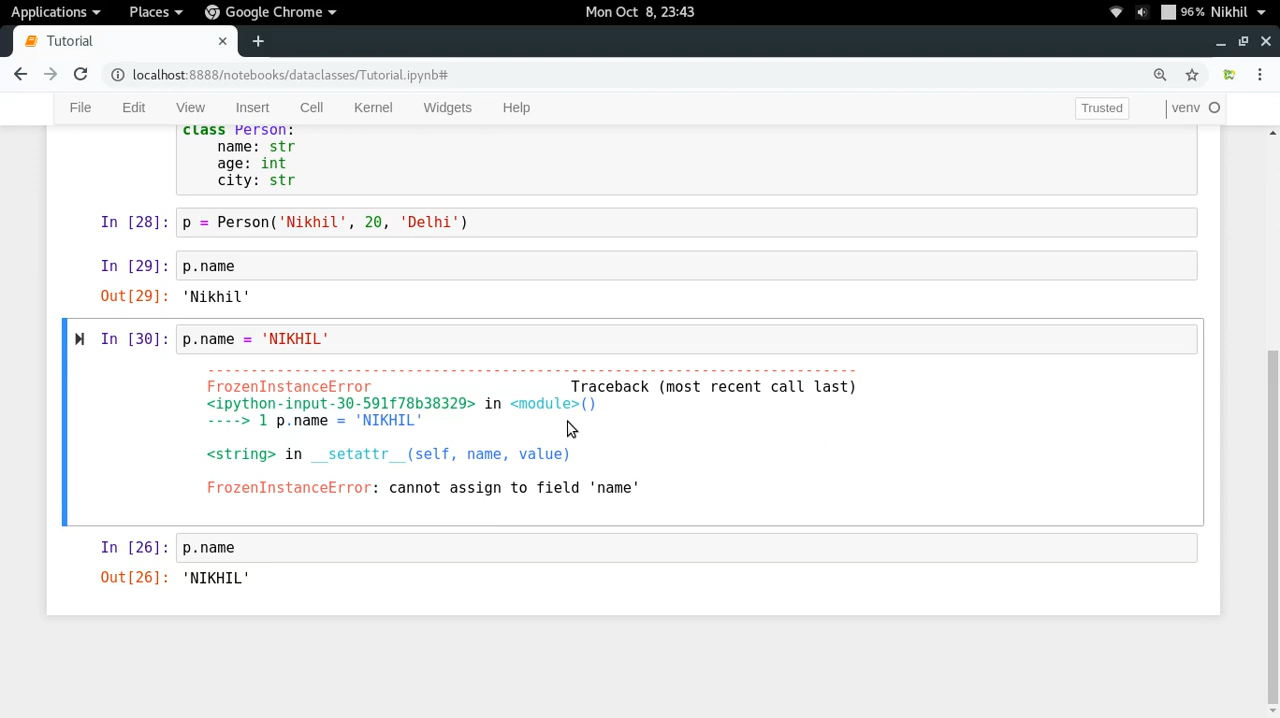 Applications Places Google Chrome Mon Oct 8, 23:43 96% Nikhil
Tutorial
localhost:8888/notebooks/dataclasses/Tutorial.ipynb#
File Edit View Insert Cell Kernel Widgets Help Trusted venv
class Person:
name: str
age: int
city: str
In [28]: p = Person('Nikhil', 20, 'Delhi')
In [29]: p.name
Out[29]: 'Nikhil'
In [30]: p.name = 'NIKHIL'
---------------------------------------------------------------------------
FrozenInstanceError Traceback (most recent call last)
<ipython-input-30-591f78b38329> in <module>()
----> 1 p.name = 'NIKHIL'
<string> in __setattr__(self, name, value)
FrozenInstanceError: cannot assign to field 'name'
In [26]: p.name
Out[26]: 'NIKHIL'